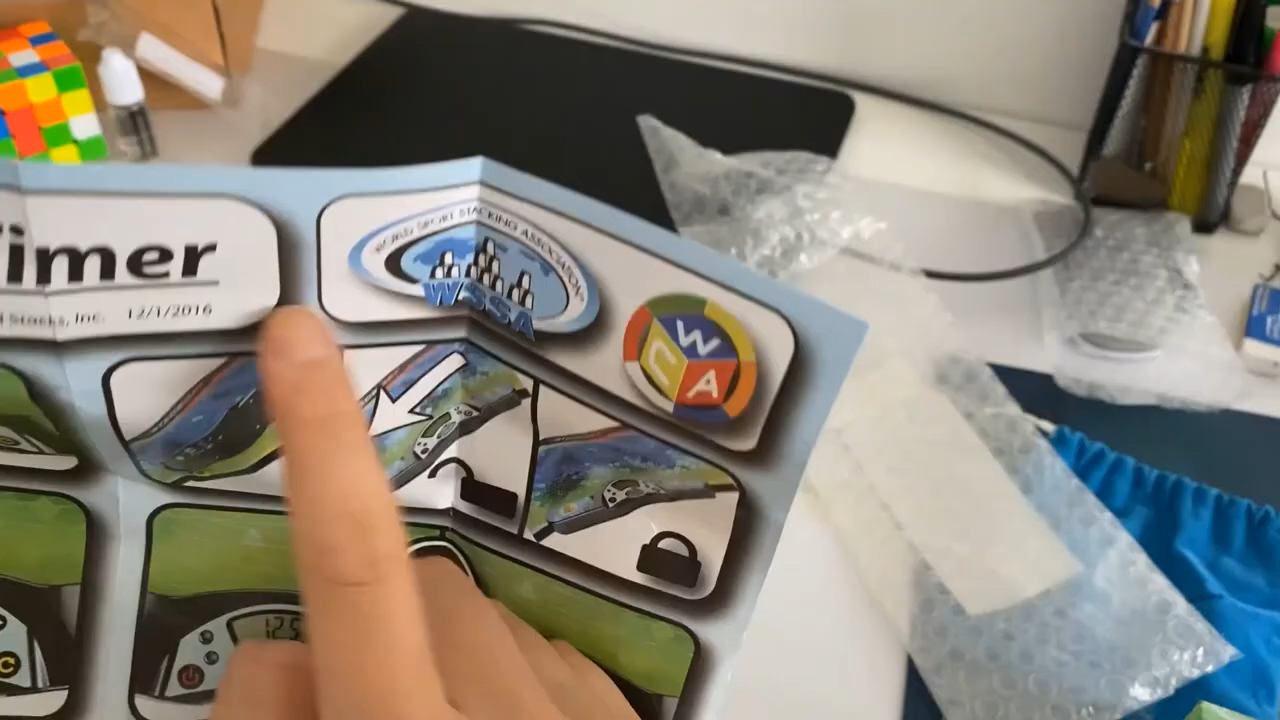 Timer
Stacks, Inc. 12/1/2016
WORLD SPORT STACKING ASSOCIATION
WSSA
W
C
A
12.5
C